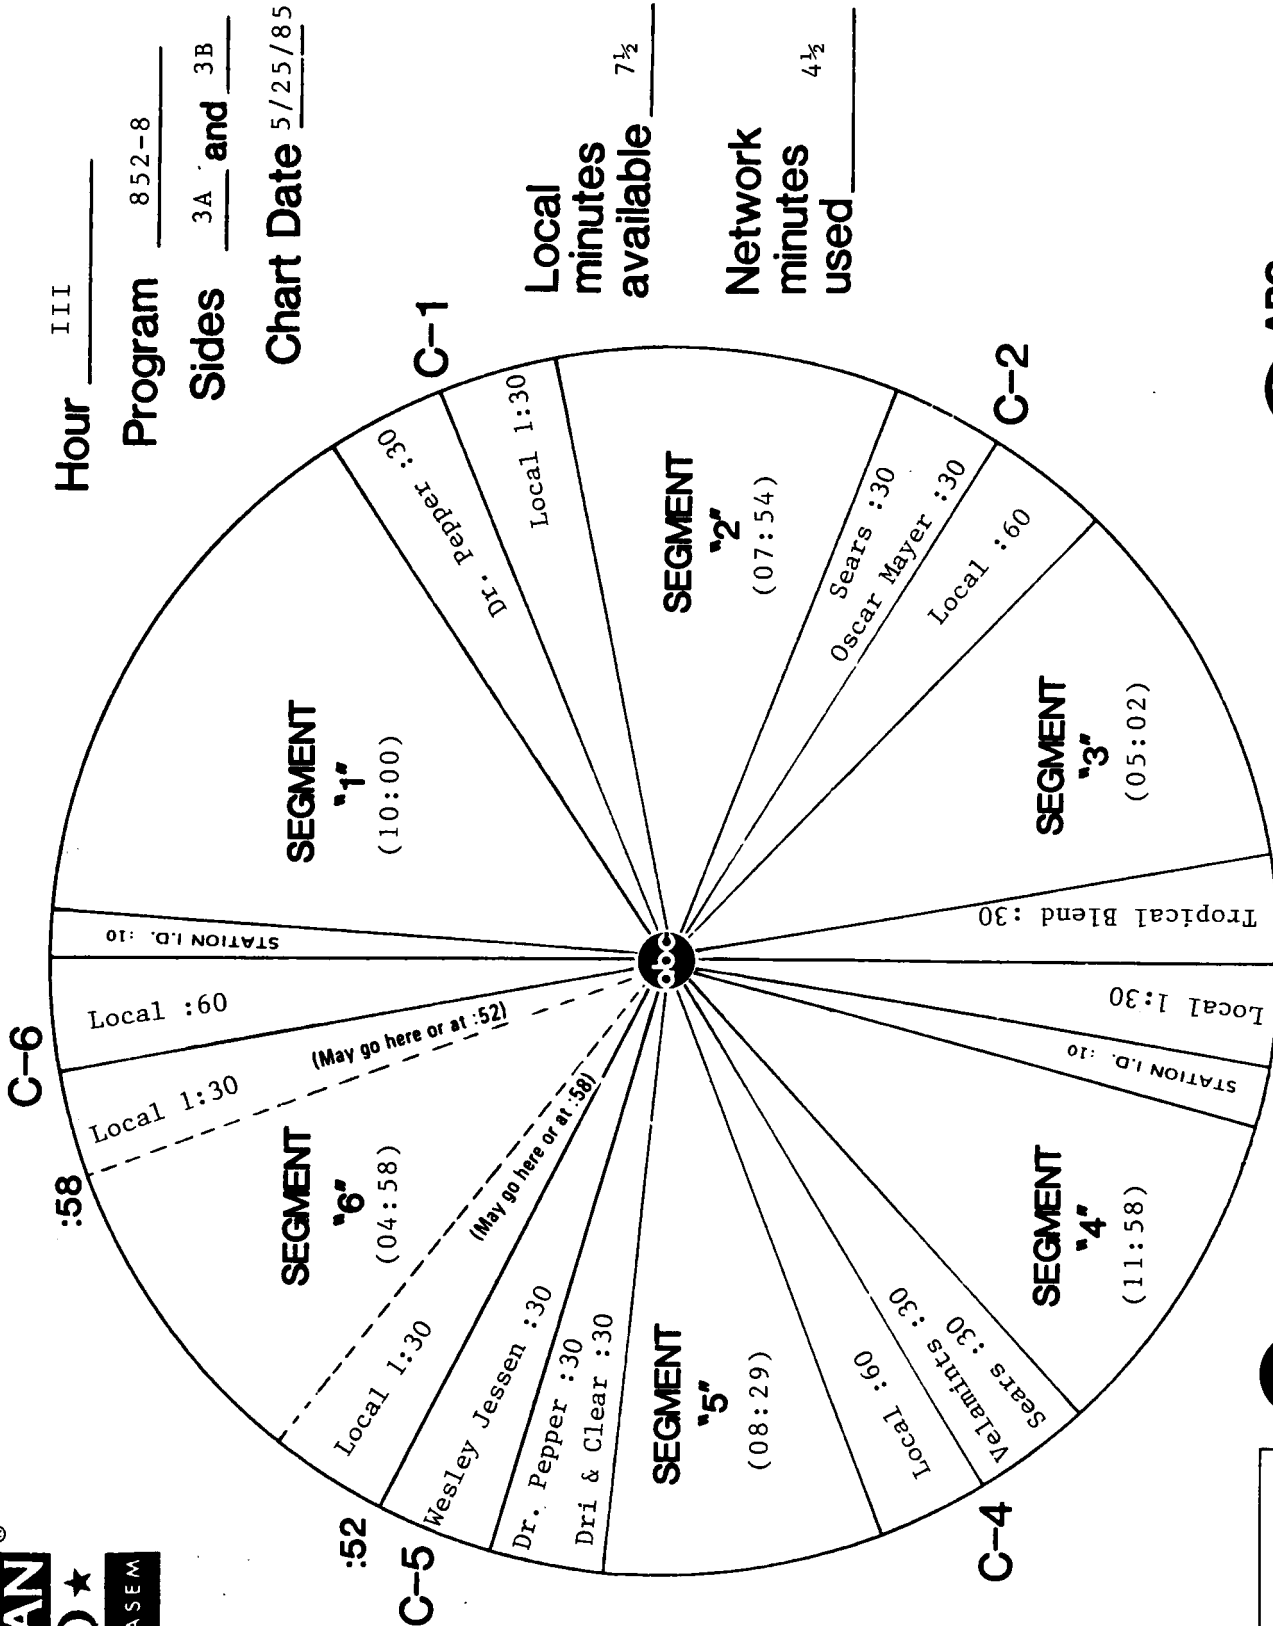 Hour III
Program 852-8
Sides 3A and 3B
Chart Date 5/25/85
Local
minutes
available 7½
Network
minutes
used 4½
STATION I.D. :10
SEGMENT
"1"
(10:00)
Dr. Pepper :30
C-1
Local 1:30
SEGMENT
"2"
(07:54)
Sears :30
Oscar Mayer :30
C-2
Local :60
SEGMENT
"3"
(05:02)
Tropical Blend :30
Local 1:30
STATION I.D. :10
SEGMENT
"4"
(11:58)
Sears :30
Velamints :30
C-4
Local :60
SEGMENT
"5"
(08:29)
Dri & Clear :30
Dr. Pepper :30
C-5
Wesley Jessen :30
:52
Local 1:30
(May go here or at :58)
SEGMENT
"6"
(04:58)
:58
(May go here or at :52)
Local 1:30
C-6
Local :60
abc